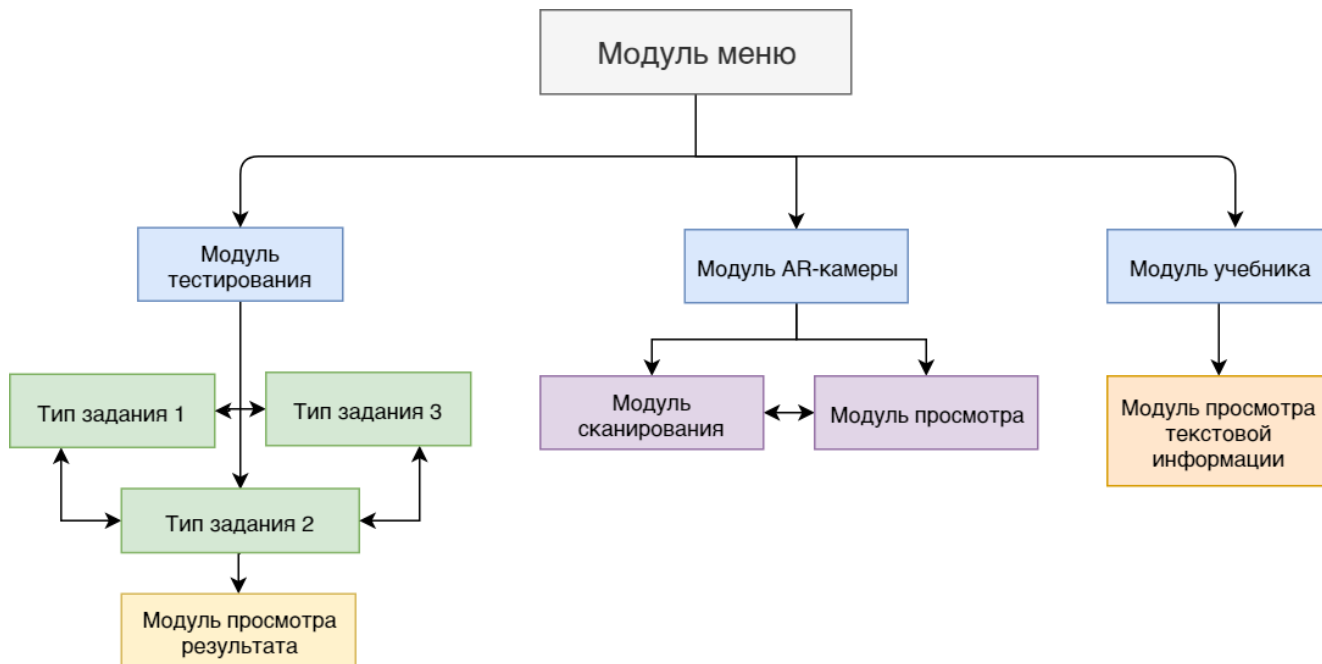 Модуль меню
Модуль
тестирования
Модуль AR-камеры
Модуль учебника
Тип задания 1
Тип задания 3
Модуль
сканирования
Модуль просмотра
Модуль просмотра
текстовой
информации
Тип задания 2
Модуль просмотра
результата